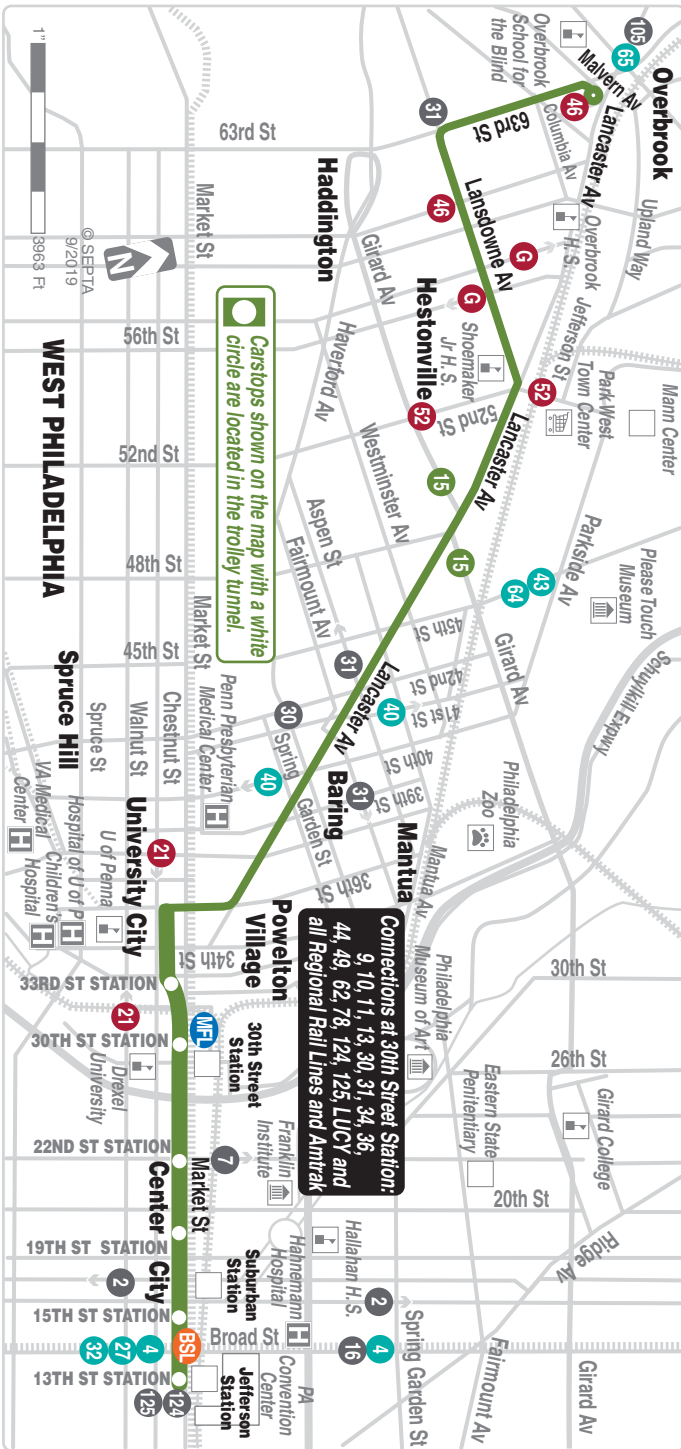 Overbrook
105
65
Malvern Av
Overbrook
School for
the Blind
46
Lancaster Av
Columbia Av
63rd St
31
63rd St
Haddington
46
Lansdowne Av
G
G
Overbrook
H.S.
Upland Way
Jefferson St
Girard Av
Hestonville
Shoemaker
Jr H.S.
52
52nd St
52
Park West
Town Center
Mann Center
Lancaster Av
Market St
56th St
Haverford Av
WEST PHILADELPHIA
52nd St
Westminster Av
15
15
Aspen St
Fairmount Av
48th St
45th St
Market St
Parkside Av
43
64
Please Touch
Museum
Girard Av
Schuylkill Expwy
45th St
42nd St
41st St
40th St
39th St
36th St
31
40
Lancaster Av
30
Spring
Garden St
40
Baring
31
Mantua
Mantua Av
Philadelphia
Zoo
Penn Presbyterian
Medical Center
H
Spruce Hill
Chestnut St
Walnut St
Spruce St
University City
21
U of Penna
Hospital of U of P
H
Children's
Hospital
H
VA Medical
Center
H
Powelton
Village
34th St
33RD ST STATION
21
30TH ST STATION
MFL
30th Street
Station
Drexel
University
Carstops shown on the map with a white
circle are located in the trolley tunnel.
Connections at 30th Street Station:
9, 10, 11, 13, 30, 31, 34, 36,
44, 49, 62, 78, 124, 125, LUCY and
all Regional Rail Lines and Amtrak
Philadelphia
Museum of Art
30th St
26th St
Eastern State
Penitentiary
Girard College
22ND ST STATION
7
Franklin
Institute
20th St
Market St
Center
City
19TH ST STATION
Ridge Av
Suburban
Station
Hahnemann
Hospital
H
Hallahan H.S.
2
2
15TH ST STATION
BSL
Broad St
4
16
Spring Garden St
Fairmount Av
Girard Av
4
27
32
13TH ST STATION
124
125
Jefferson
Station
PA
Convention
Center
1"
3963 Ft
© SEPTA
9/2019
N